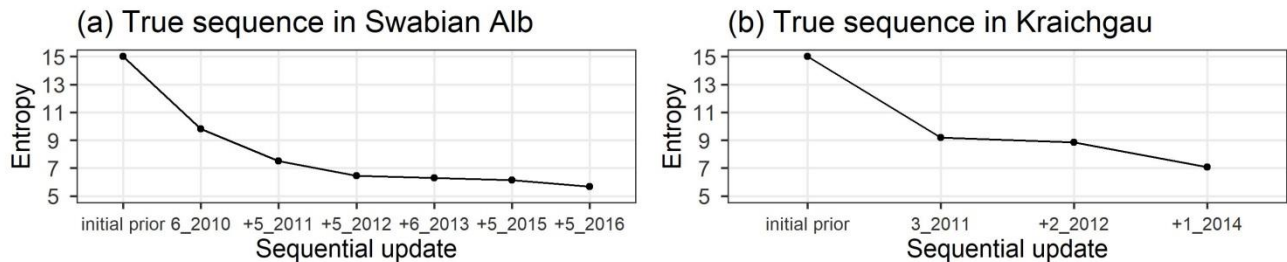 (a) True sequence in Swabian Alb
15
13
11
9
7
5
Entropy
initial prior 6_2010 +5_2011 +5_2012 +6_2013 +5_2015 +5_2016
Sequential update
(b) True sequence in Kraichgau
15
13
11
9
7
5
Entropy
initial prior 3_2011 +2_2012 +1_2014
Sequential update